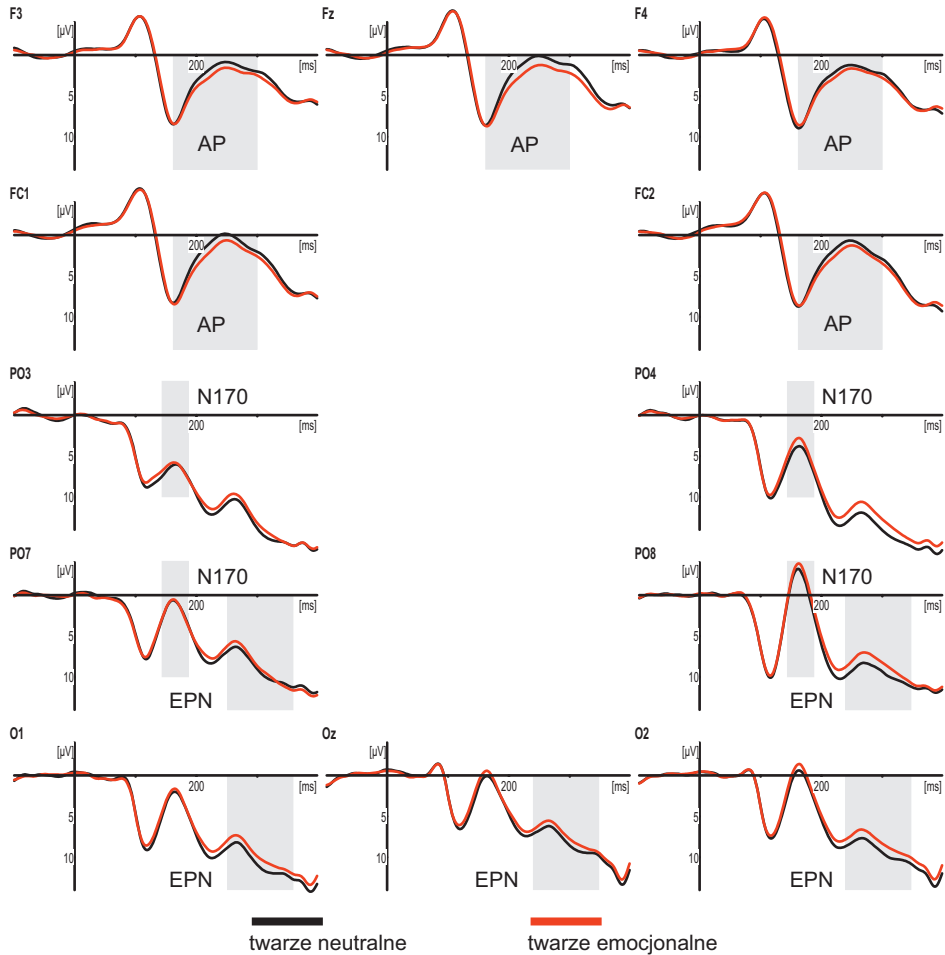 F3 Fz F4
[μV] [μV] [μV]
200 [ms] 200 [ms] 200 [ms]
5 5 5
10 AP 10 AP 10 AP
FC1 FC2
[μV] [μV]
200 [ms] 200 [ms]
5 5
10 AP 10 AP
PO3 PO4
[μV] N170 [μV] N170
200 [ms] 200 [ms]
5 5
10 10
PO7 PO8
[μV] N170 [μV] N170
200 [ms] 200 [ms]
5 5
10 EPN 10 EPN
O1 Oz O2
[μV] [μV] [μV]
200 [ms] 200 [ms] 200 [ms]
5 5 5
10 EPN 10 EPN 10 EPN
twarze neutralne twarze emocjonalne